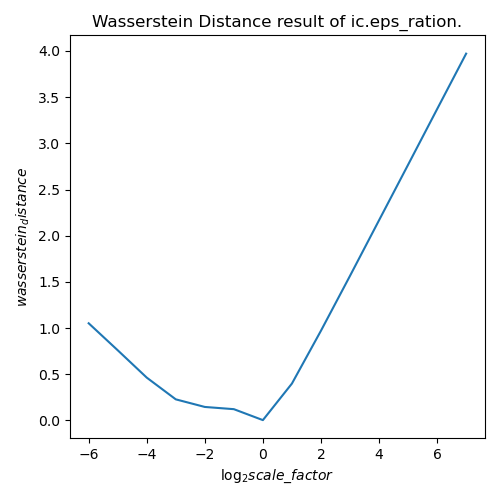 Wasserstein Distance result of ic.eps_ration.
wasserstein_distance
4.0
3.5
3.0
2.5
2.0
1.5
1.0
0.5
0.0
−6 −4 −2 0 2 4 6
log₂scale_factor